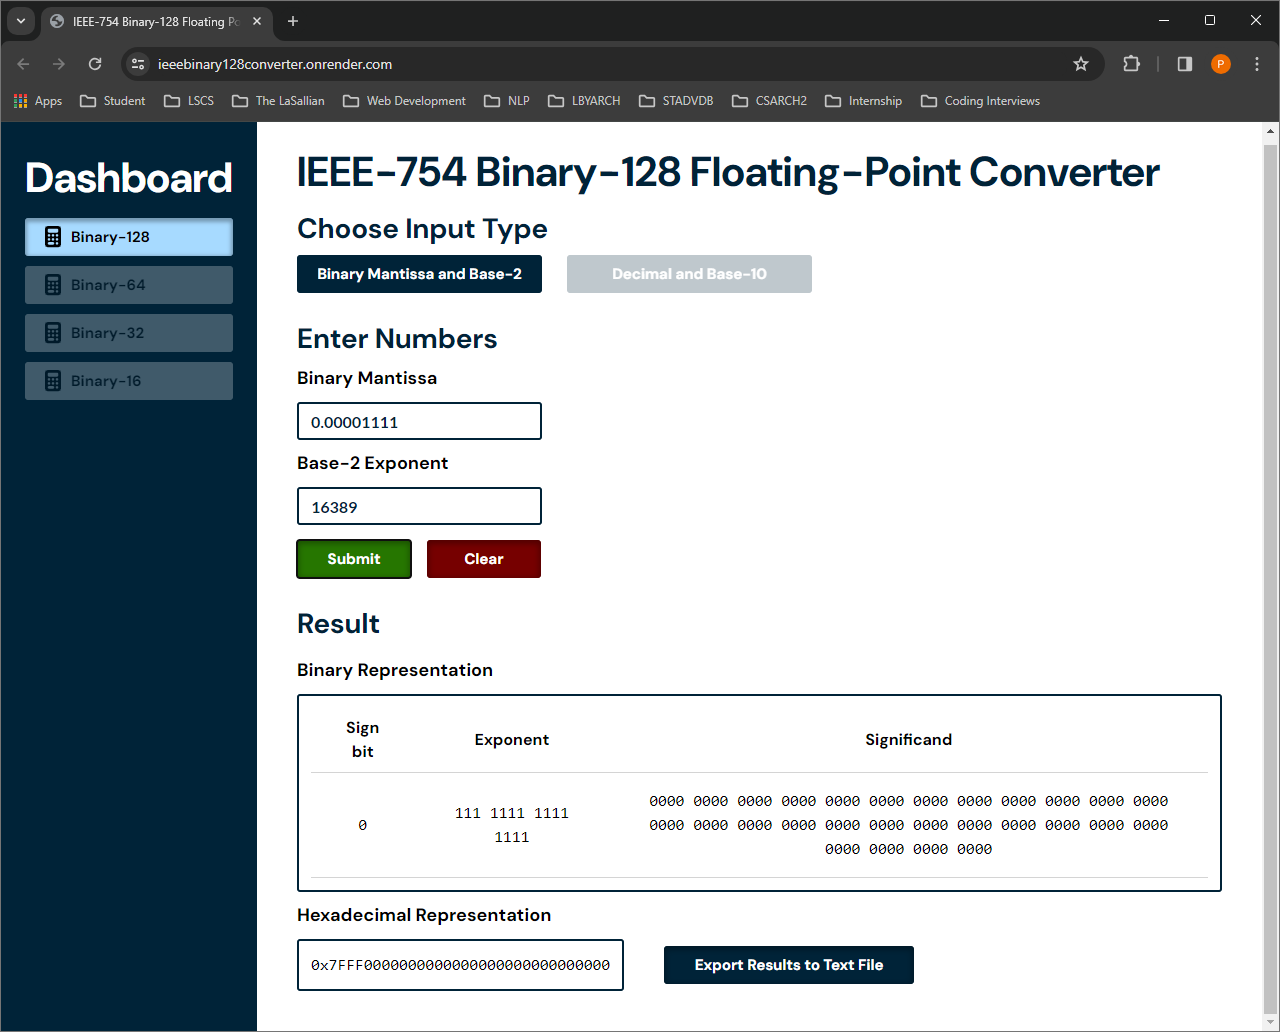 IEEE-754 Binary-128 Floating Po
ieeebinary128converter.onrender.com
P
Apps Student LSCS The LaSallian Web Development NLP LBYARCH STADVDB CSARCH2 Internship Coding Interviews
Dashboard
Binary-128
Binary-64
Binary-32
Binary-16
IEEE-754 Binary-128 Floating-Point Converter
Choose Input Type
Binary Mantissa and Base-2 Decimal and Base-10
Enter Numbers
Binary Mantissa
0.00001111
Base-2 Exponent
16389
Submit Clear
Result
Binary Representation
Sign
bit
Exponent
Significand
0
111 1111 1111
1111
0000 0000 0000 0000 0000 0000 0000 0000 0000 0000 0000 0000
0000 0000 0000 0000 0000 0000 0000 0000 0000 0000 0000 0000
0000 0000 0000 0000
Hexadecimal Representation
0x7FFF0000000000000000000000000000
Export Results to Text File